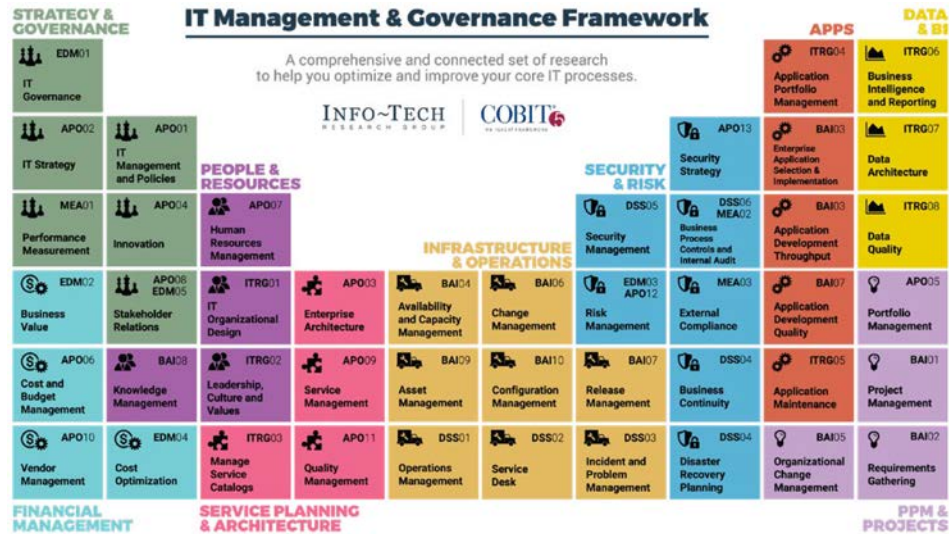 STRATEGY &
GOVERNANCE
IT Management & Governance Framework
DATA
& BI
APPS
A comprehensive and connected set of research
to help you optimize and improve your core IT processes.
INFO~TECH
RESEARCH GROUP
COBIT 5
AN ISACA FRAMEWORK
EDM01
IT
Governance
ITRG04
Application
Portfolio
Management
ITRG06
Business
Intelligence
and Reporting
APO02
IT Strategy
APO01
IT
Management
and Policies
PEOPLE &
RESOURCES
SECURITY
& RISK
APO13
Security
Strategy
BAI03
Enterprise
Application
Selection &
Implementation
ITRG07
Data
Architecture
MEA01
Performance
Measurement
APO04
Innovation
APO07
Human
Resources
Management
INFRASTRUCTURE
& OPERATIONS
DSS05
Security
Management
DSS06
MEA02
Business
Process
Controls and
Internal Audit
BAI03
Application
Development
Throughput
ITRG08
Data
Quality
EDM02
Business
Value
APO08
EDM05
Stakeholder
Relations
ITRG01
IT
Organizational
Design
APO03
Enterprise
Architecture
BAI04
Availability
and Capacity
Management
BAI06
Change
Management
EDM03
APO12
Risk
Management
MEA03
External
Compliance
BAI07
Application
Development
Quality
APO05
Portfolio
Management
APO06
Cost and
Budget
Management
BAI08
Knowledge
Management
ITRG02
Leadership,
Culture and
Values
APO09
Service
Management
BAI09
Asset
Management
BAI10
Configuration
Management
BAI07
Release
Management
DSS04
Business
Continuity
ITRG05
Application
Maintenance
BAI01
Project
Management
APO10
Vendor
Management
EDM04
Cost
Optimization
ITRG03
Manage
Service
Catalogs
APO11
Quality
Management
DSS01
Operations
Management
DSS02
Service
Desk
DSS03
Incident and
Problem
Management
DSS04
Disaster
Recovery
Planning
BAI05
Organizational
Change
Management
BAI02
Requirements
Gathering
FINANCIAL
MANAGEMENT
SERVICE PLANNING
& ARCHITECTURE
PPM &
PROJECTS